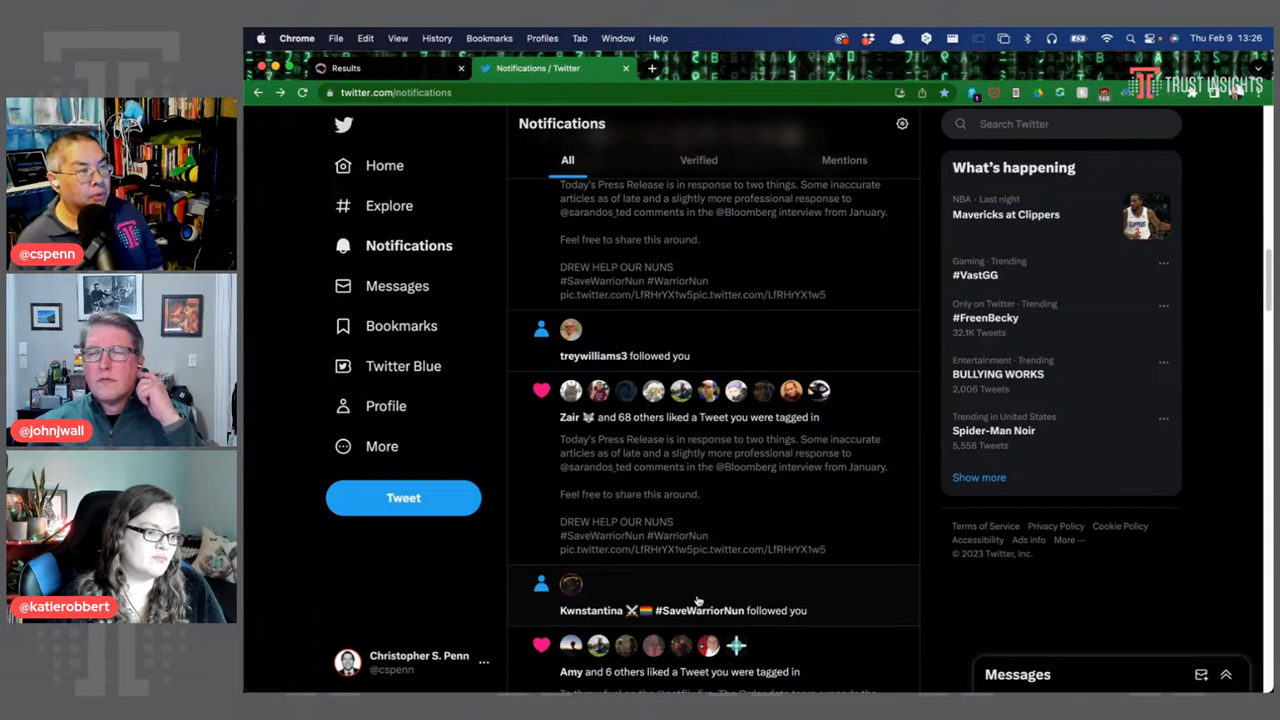 @cspenn
@johnjwall
@katierobbert
Chrome File Edit View History Bookmarks Profiles Tab Window Help
Thu Feb 9 13:26
Results
Notifications / Twitter
TRUST INSIGHTS
twitter.com/notifications
Home
Explore
Notifications
Messages
Bookmarks
Twitter Blue
Profile
More
Tweet
Christopher S. Penn
@cspenn
Notifications
All Verified Mentions
Today's Press Release is in response to two things. Some inaccurate
articles as of late and a slightly more professional response to
@sarandos_ted comments in the @Bloomberg interview from January.
Feel free to share this around.
DREW HELP OUR NUNS
#SaveWarriorNun #WarriorNun
pic.twitter.com/LfRHrYX1w5pic.twitter.com/LfRHrYX1w5
treywilliams3 followed you
Zair and 68 others liked a Tweet you were tagged in
Today's Press Release is in response to two things. Some inaccurate
articles as of late and a slightly more professional response to
@sarandos_ted comments in the @Bloomberg interview from January.
Feel free to share this around.
DREW HELP OUR NUNS
#SaveWarriorNun #WarriorNun
pic.twitter.com/LfRHrYX1w5pic.twitter.com/LfRHrYX1w5
Kwnstantina #SaveWarriorNun followed you
Amy and 6 others liked a Tweet you were tagged in
Search Twitter
What's happening
NBA · Last night
Mavericks at Clippers
Gaming · Trending
#VastGG
Only on Twitter · Trending
#FreenBecky
32.1K Tweets
Entertainment · Trending
BULLYING WORKS
2,006 Tweets
Trending in United States
Spider-Man Noir
5,558 Tweets
Show more
Terms of Service Privacy Policy Cookie Policy
Accessibility Ads info More ···
© 2023 Twitter, Inc.
Messages